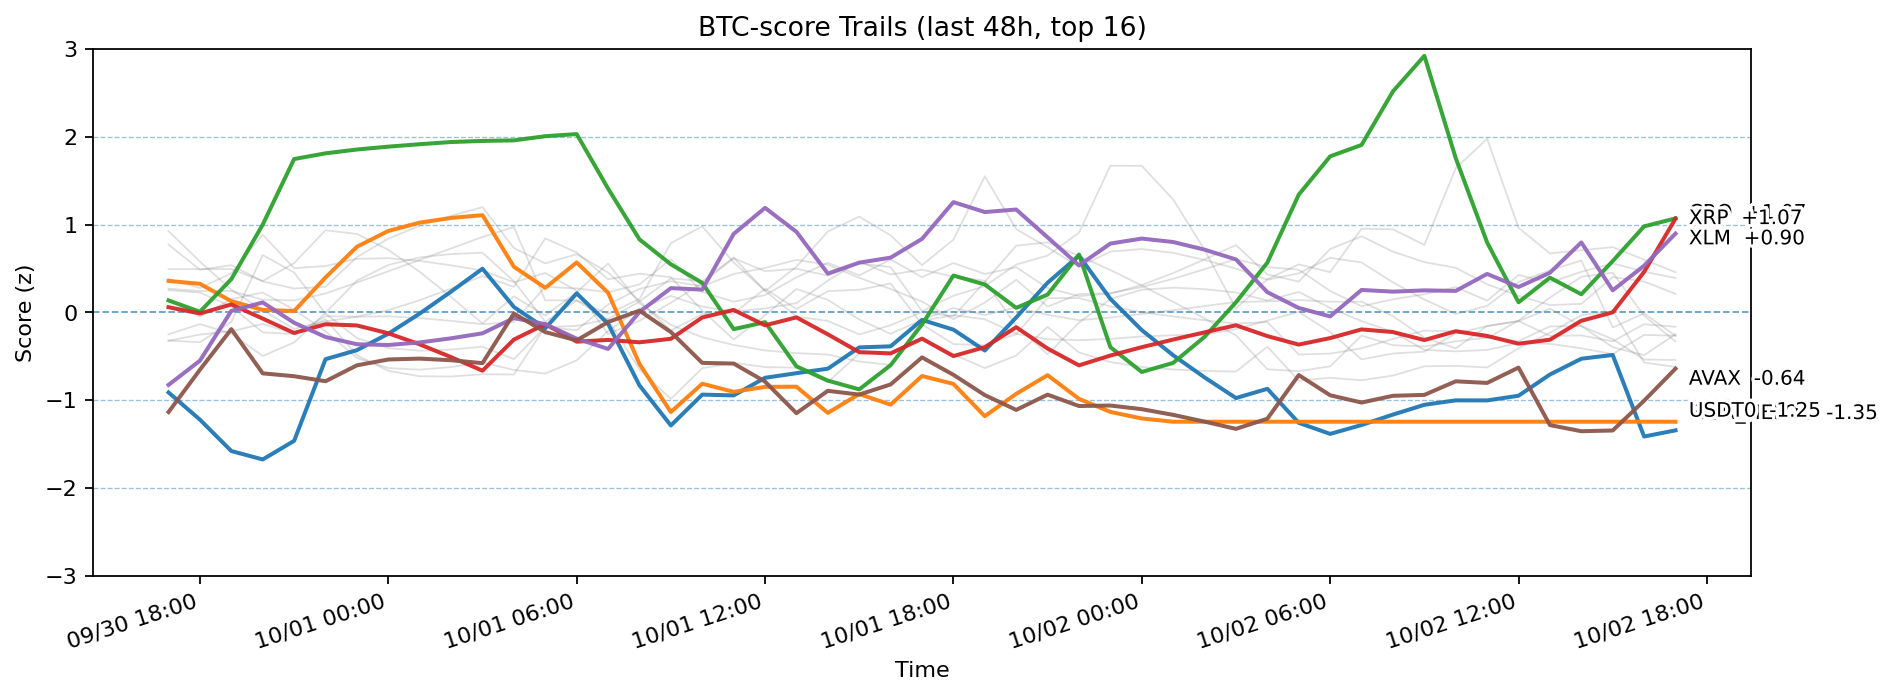 BTC-score Trails (last 48h, top 16)
Score (z)
3
2
1
0
−1
−2
−3
XRP +1.07
XLM +0.90
AVAX -0.64
USDT0 -1.25
-1.35
09/30 18:00
10/01 00:00
10/01 06:00
10/01 12:00
10/01 18:00
10/02 00:00
10/02 06:00
10/02 12:00
10/02 18:00
Time